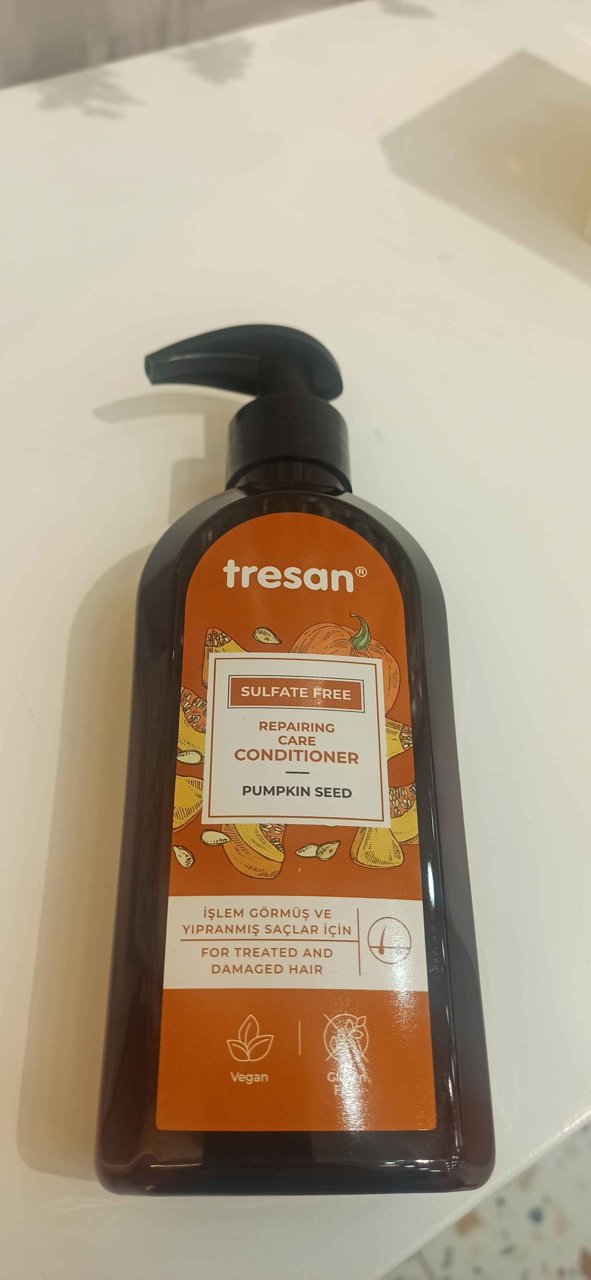 tresan®
SULFATE FREE
REPAIRING
CARE
CONDITIONER
PUMPKIN SEED
İŞLEM GÖRMÜŞ VE
YIPRANMIŞ SAÇLAR İÇİN
FOR TREATED AND
DAMAGED HAIR
Vegan